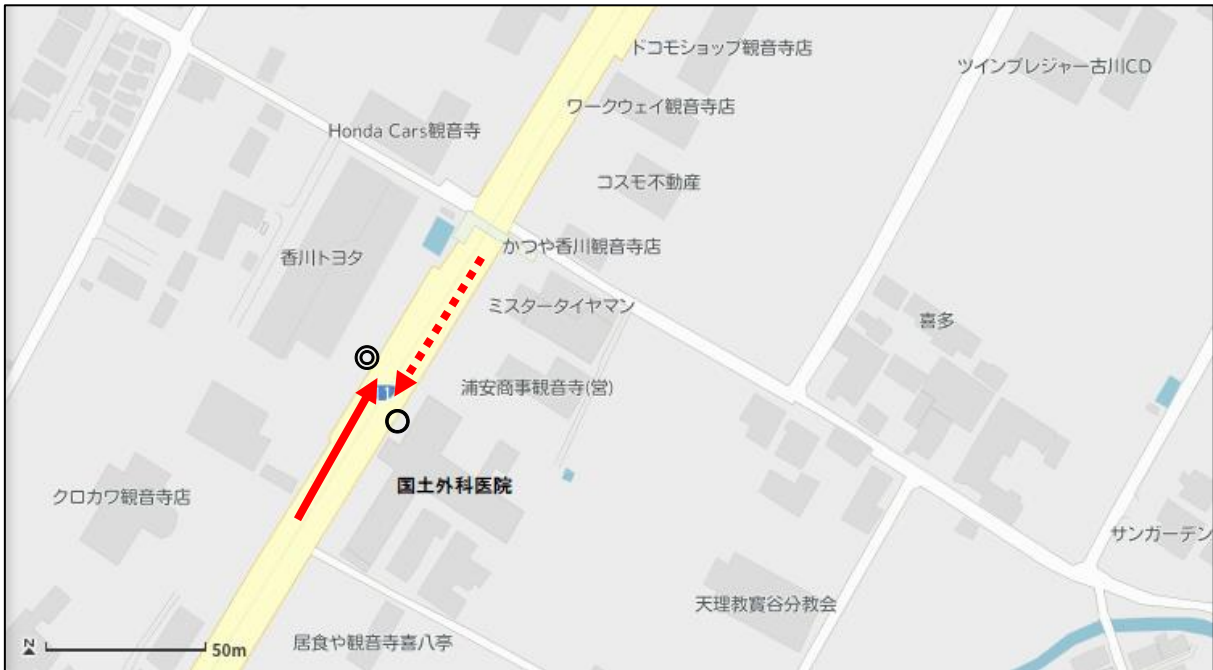 ドコモショップ観音寺店
ツインプレジャー古川CD
ワークウェイ観音寺店
Honda Cars観音寺
コスモ不動産
かつや香川観音寺店
香川トヨタ
ミスタータイヤマン
喜多
浦安商事観音寺(営)
1
国土外科医院
クロカワ観音寺店
サンガーデン
天理教寳谷分教会
居食や観音寺喜八亭
N
50m